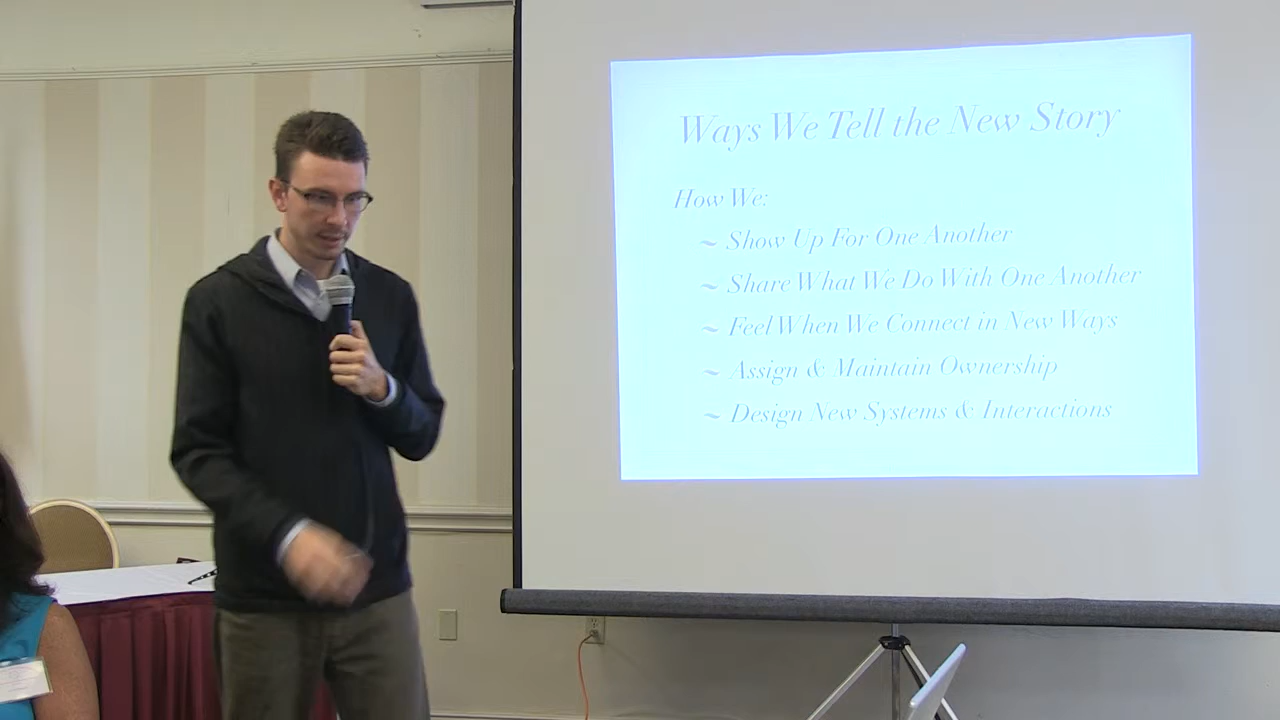 Ways We Tell the New Story
How We:
~ Show Up For One Another
~ Share What We Do With One Another
~ Feel When We Connect in New Ways
~ Assign & Maintain Ownership
~ Design New Systems & Interactions